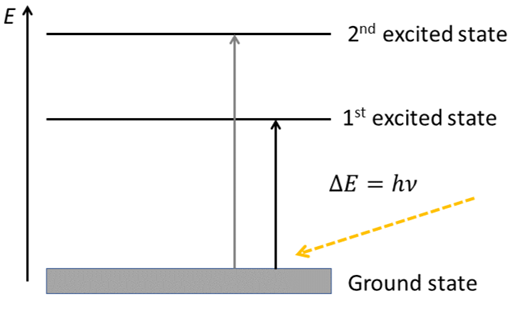 E
2nd excited state
1st excited state
ΔE = hν
Ground state